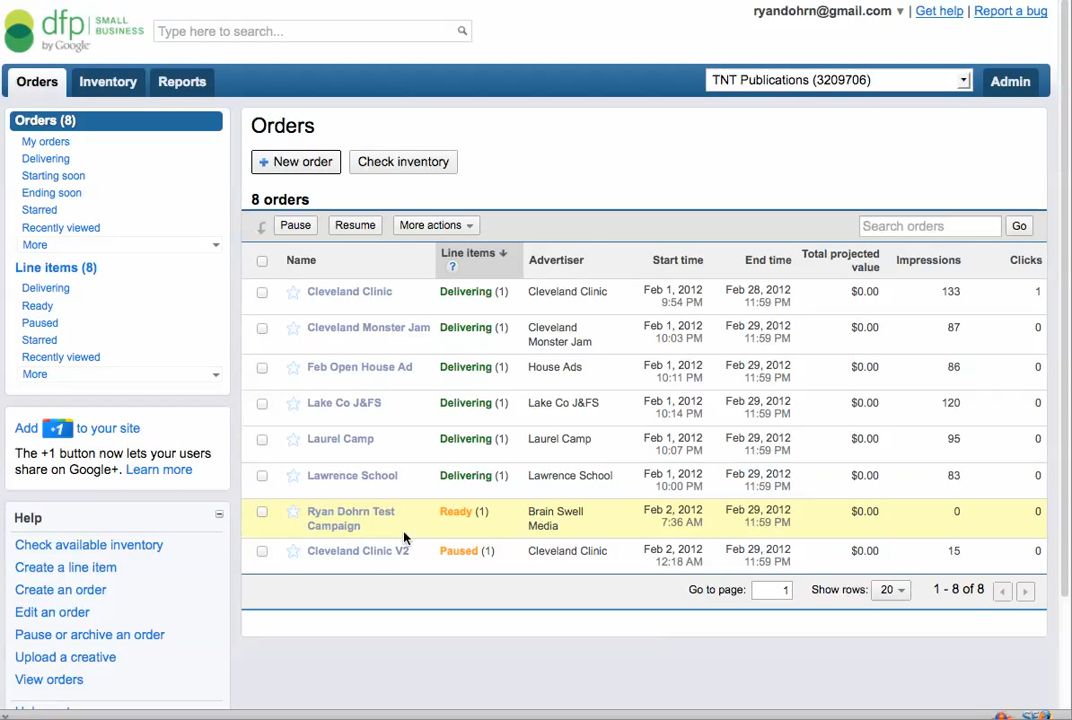 ryandohrn@gmail.com ▼ | Get help | Report a bug
dfp SMALL BUSINESS
by Google
Type here to search...
Orders Inventory Reports TNT Publications (3209706) Admin
Orders (8)
My orders
Delivering
Starting soon
Ending soon
Starred
Recently viewed
More
Line items (8)
Delivering
Ready
Paused
Starred
Recently viewed
More
Add +1 to your site
The +1 button now lets your users
share on Google+. Learn more
Help
Check available inventory
Create a line item
Create an order
Edit an order
Pause or archive an order
Upload a creative
View orders
Orders
+ New order Check inventory
8 orders
Pause Resume More actions Search orders Go
Name Line items ? Advertiser Start time End time Total projected value Impressions Clicks
Cleveland Clinic Delivering (1) Cleveland Clinic Feb 1, 2012 9:54 PM Feb 28, 2012 11:59 PM $0.00 133 1
Cleveland Monster Jam Delivering (1) Cleveland Monster Jam Feb 1, 2012 10:03 PM Feb 29, 2012 11:59 PM $0.00 87 0
Feb Open House Ad Delivering (1) House Ads Feb 1, 2012 10:11 PM Feb 29, 2012 11:59 PM $0.00 86 0
Lake Co J&FS Delivering (1) Lake Co J&FS Feb 1, 2012 10:14 PM Feb 29, 2012 11:59 PM $0.00 120 0
Laurel Camp Delivering (1) Laurel Camp Feb 1, 2012 10:07 PM Feb 29, 2012 11:59 PM $0.00 95 0
Lawrence School Delivering (1) Lawrence School Feb 1, 2012 10:00 PM Feb 29, 2012 11:59 PM $0.00 83 0
Ryan Dohrn Test Campaign Ready (1) Brain Swell Media Feb 2, 2012 7:36 AM Feb 29, 2012 11:59 PM $0.00 0 0
Cleveland Clinic V2 Paused (1) Cleveland Clinic Feb 2, 2012 12:18 AM Feb 29, 2012 11:59 PM $0.00 15 0
Go to page: 1 Show rows: 20 1 - 8 of 8